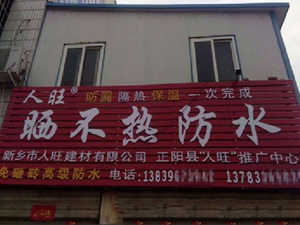 人旺® 防漏 隔热 保温 一次完成
晒不热防水
新乡市人旺建材有限公司 正阳县"人旺"推广中心
免砸砖高级防水 电话:13839 13783